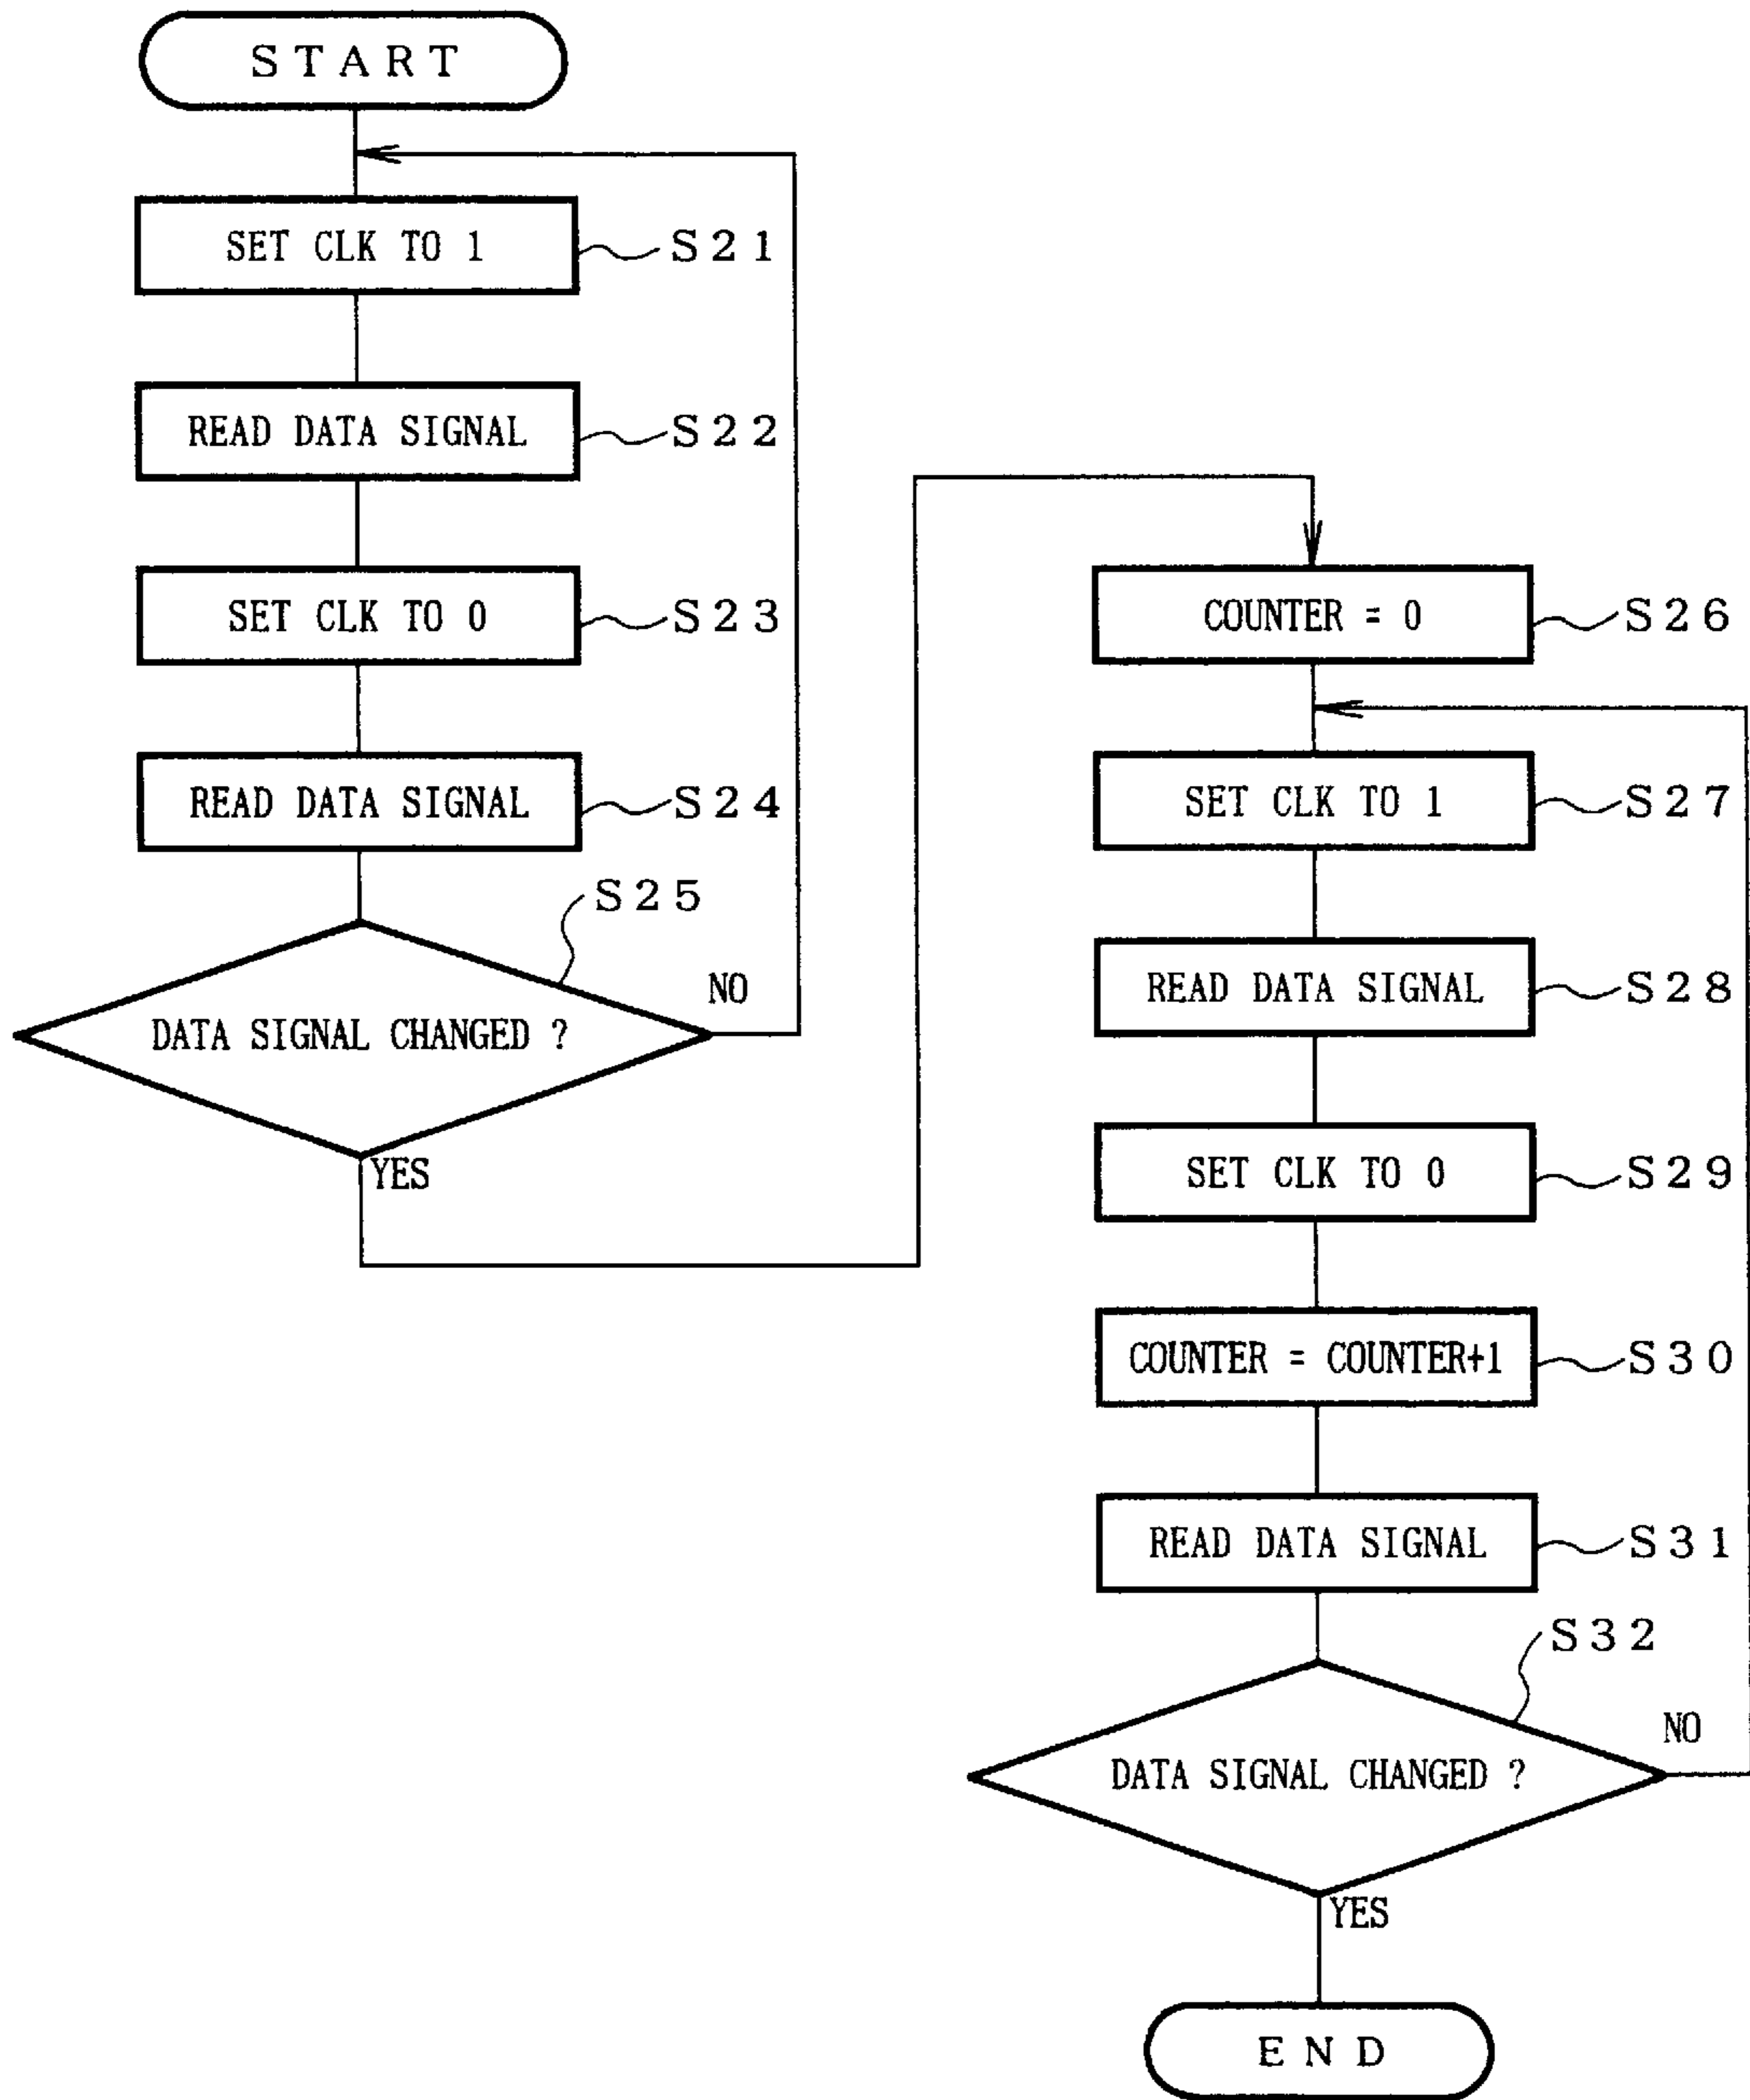 START
SET CLK TO 1
S21
READ DATA SIGNAL
S22
SET CLK TO 0
S23
READ DATA SIGNAL
S24
S25
DATA SIGNAL CHANGED ?
NO
YES
COUNTER = 0
S26
SET CLK TO 1
S27
READ DATA SIGNAL
S28
SET CLK TO 0
S29
COUNTER = COUNTER+1
S30
READ DATA SIGNAL
S31
S32
DATA SIGNAL CHANGED ?
NO
YES
END